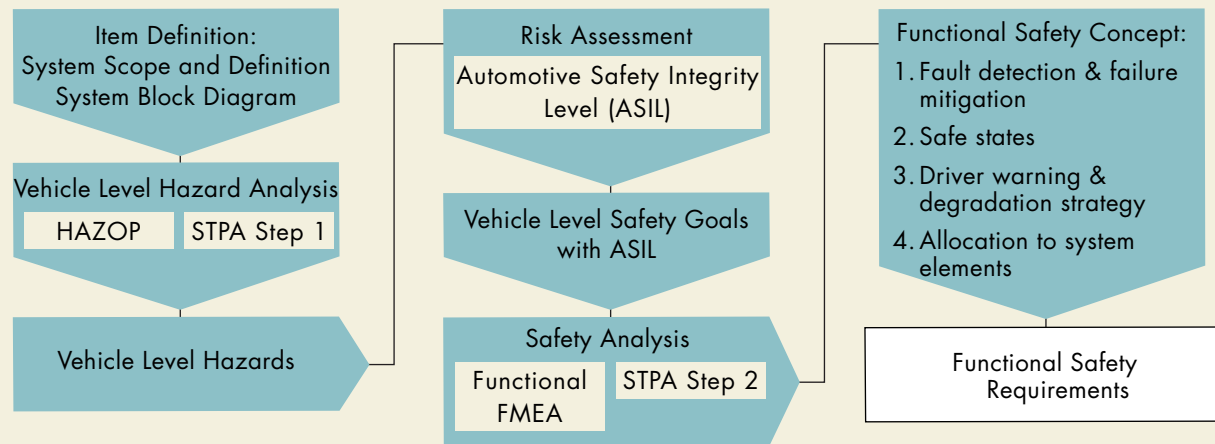 Item Definition:
System Scope and Definition
System Block Diagram
Vehicle Level Hazard Analysis
HAZOP
STPA Step 1
Vehicle Level Hazards
Risk Assessment
Automotive Safety Integrity
Level (ASIL)
Vehicle Level Safety Goals
with ASIL
Safety Analysis
Functional
FMEA
STPA Step 2
Functional Safety Concept:
1. Fault detection & failure
mitigation
2. Safe states
3. Driver warning &
degradation strategy
4. Allocation to system
elements
Functional Safety
Requirements